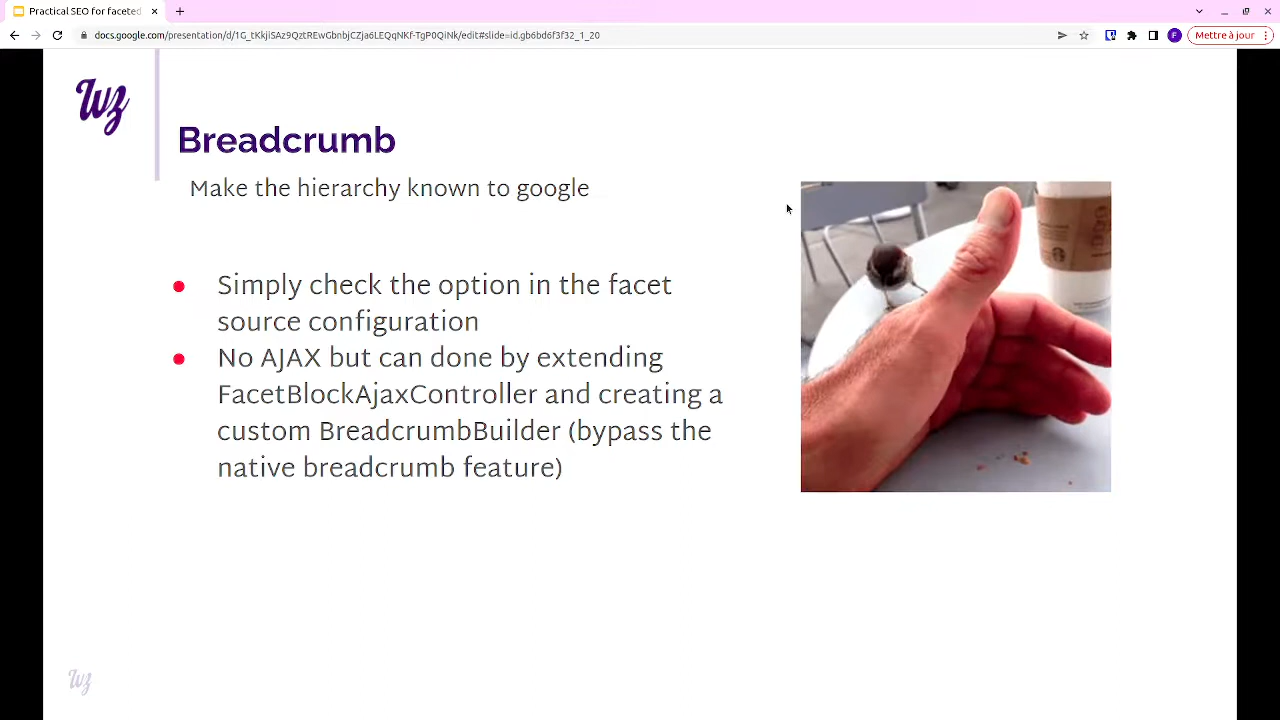 Practical SEO for faceted
docs.google.com/presentation/d/1G_tKkjiSAz9QztREwGbnbjCZja6LEQqNKf-TgP0QiNk/edit#slide=id.gb6bd6f3f32_1_20
F
Mettre à jour
wz
Breadcrumb
Make the hierarchy known to google
Simply check the option in the facet
source configuration
No AJAX but can done by extending
FacetBlockAjaxController and creating a
custom BreadcrumbBuilder (bypass the
native breadcrumb feature)
wz